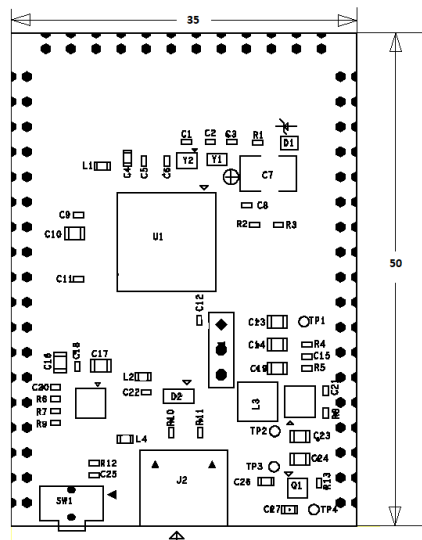 35
C1 C2 C3 R1
D1
L1 C4 C5 C6 Y2 Y1
C7
C9 C8
C10 U1 R2 R3
50
C11
C12
C13 TP1
C14 R4
C16 C18 C17 C15
C19 R5
L2
C20 C22 D2 L3 C21
R6
R7 R10 R11 R8
R9 TP2
L4 C23
R12 J2 TP3 C24
C25 C26 Q1 R13
SW1
C27 TP4